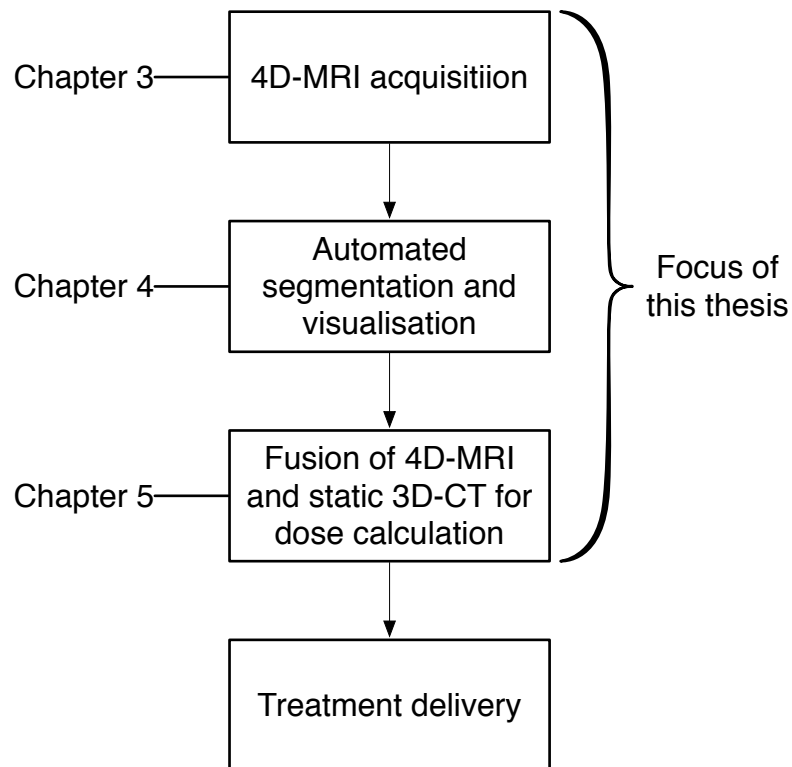 Chapter 3
4D-MRI acquisitiion
Chapter 4
Automated
segmentation and
visualisation
Focus of
this thesis
Chapter 5
Fusion of 4D-MRI
and static 3D-CT for
dose calculation
Treatment delivery